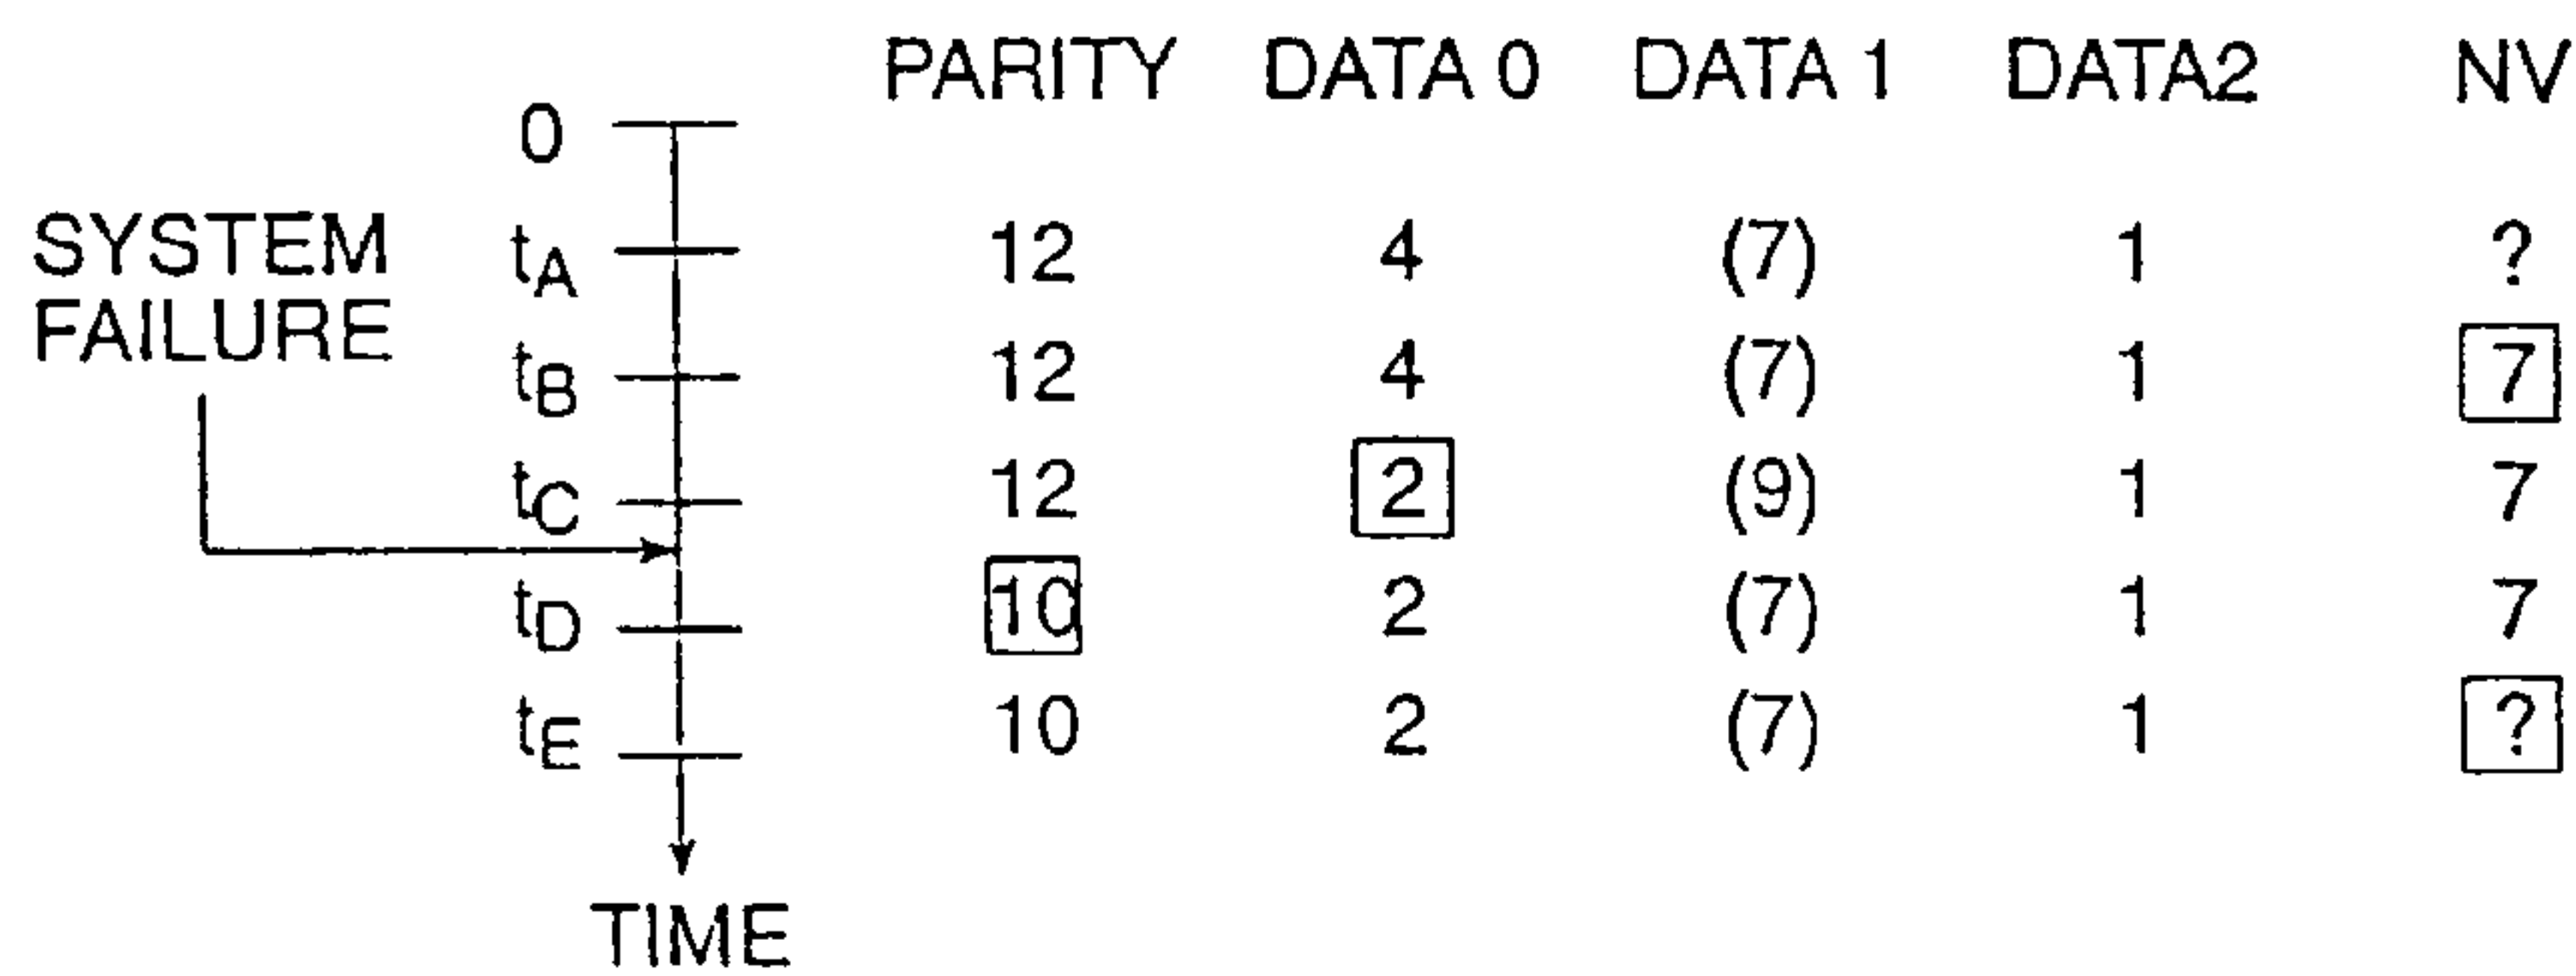 PARITY DATA 0 DATA 1 DATA2 NV
0
SYSTEM FAILURE
tA 12 4 (7) 1 ?
tB 12 4 (7) 1 7
tC 12 2 (9) 1 7
tD 10 2 (7) 1 7
tE 10 2 (7) 1 ?
TIME